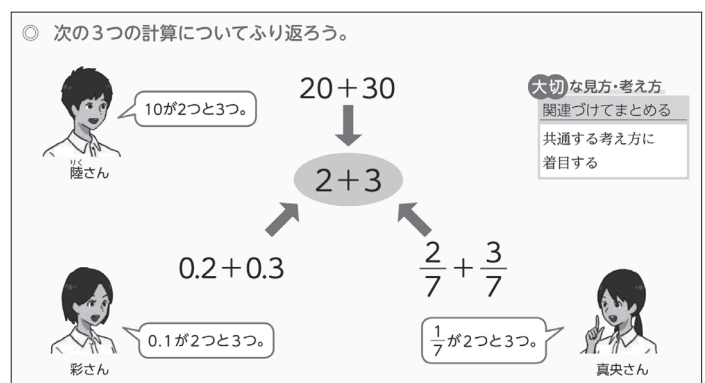 ◎ 次の3つの計算についてふり返ろう。
20+30
大切な見方・考え方
関連づけてまとめる
共通する考え方に
着目する
10が2つと3つ。
りく
陸さん
2+3
0.2+0.3
2/7+3/7
0.1が2つと3つ。
彩さん
1/7が2つと3つ。
真央さん